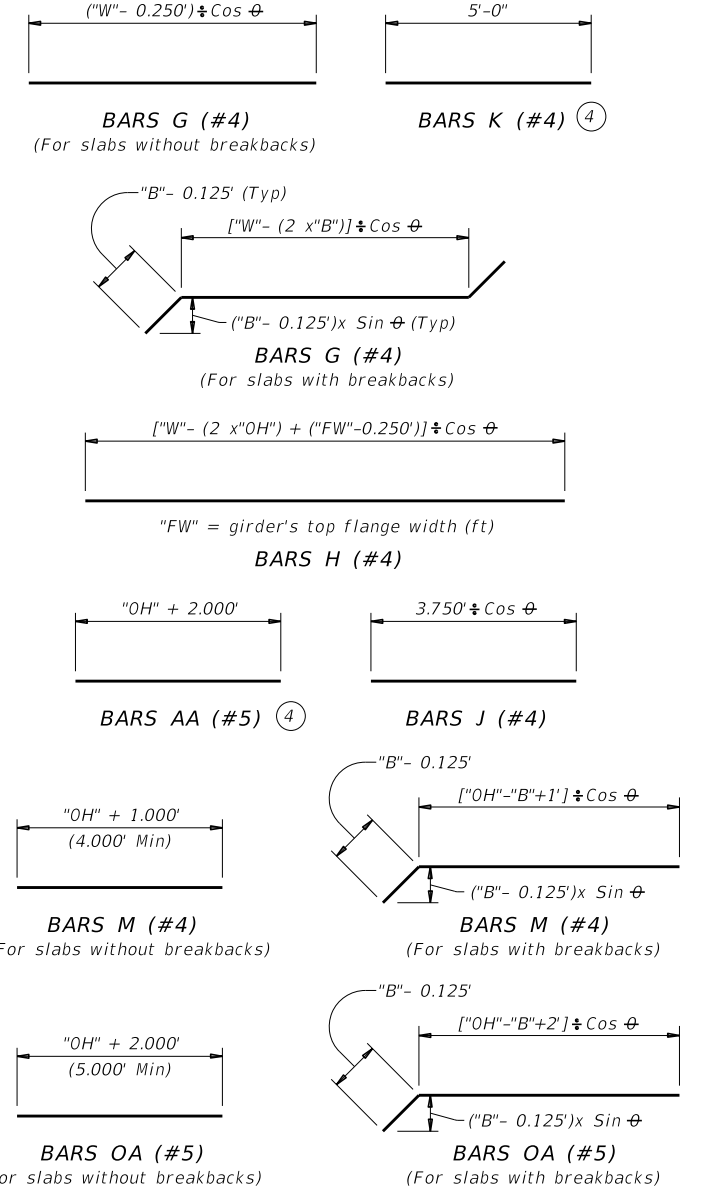 ("W"– 0.250')÷Cos θ
5'–0"
BARS G (#4)
BARS K (#4) 4
(For slabs without breakbacks)
"B"– 0.125' (Typ)
["W"– (2 x"B")]÷Cos θ
("B"– 0.125')x Sin θ (Typ)
BARS G (#4)
(For slabs with breakbacks)
["W"– (2 x"OH") + ("FW"–0.250')]÷Cos θ
"FW" = girder's top flange width (ft)
BARS H (#4)
"OH" + 2.000'
3.750'÷Cos θ
BARS AA (#5) 4
BARS J (#4)
"B"– 0.125'
["OH"–"B"+1']÷Cos θ
"OH" + 1.000'
(4.000' Min)
("B"– 0.125')x Sin θ
BARS M (#4)
BARS M (#4)
For slabs without breakbacks)
(For slabs with breakbacks)
"B"– 0.125'
["OH"–"B"+2']÷Cos θ
"OH" + 2.000'
(5.000' Min)
("B"– 0.125')x Sin θ
BARS OA (#5)
BARS OA (#5)
or slabs without breakbacks)
(For slabs with breakbacks)